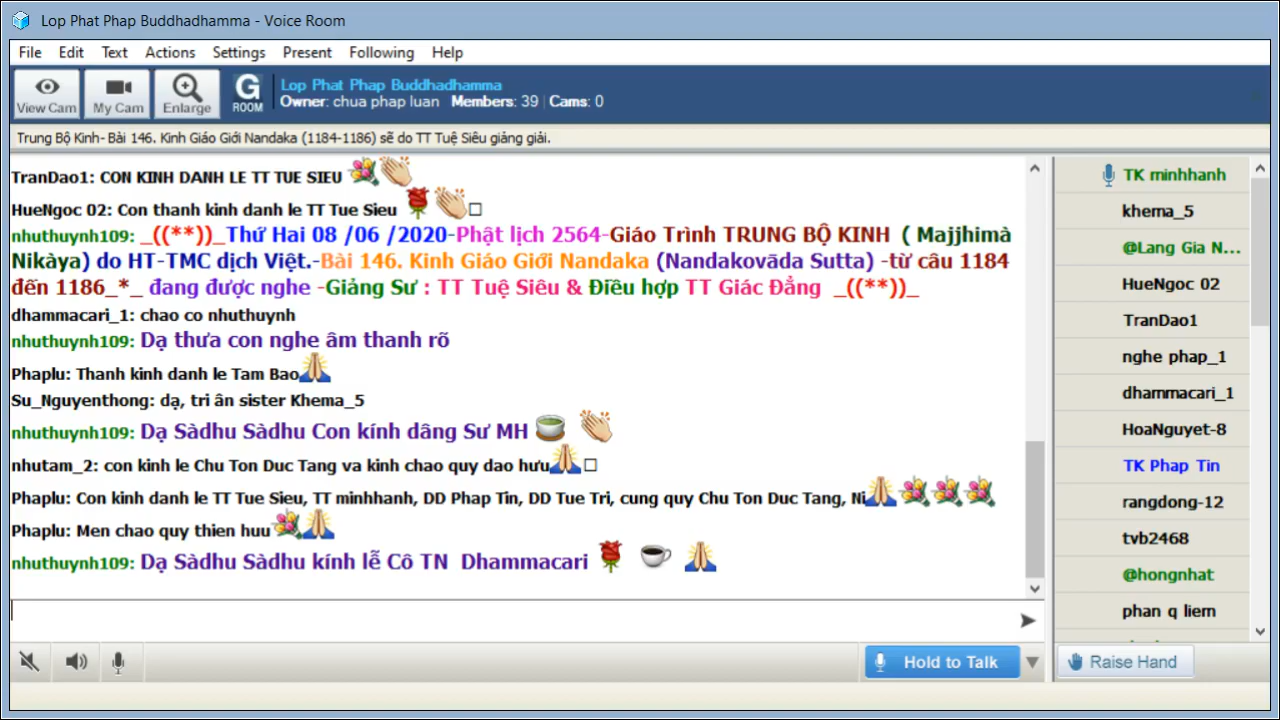 Lop Phat Phap Buddhadhamma - Voice Room
File Edit Text Actions Settings Present Following Help
View Cam My Cam Enlarge G ROOM
Lop Phat Phap Buddhadhamma
Owner: chua phap luan Members: 39 | Cams: 0
Trung Bộ Kinh- Bài 146. Kinh Giáo Giới Nandaka (1184-1186) sẽ do TT Tuệ Siêu giảng giải.
TranDao1: CON KINH DANH LE TT TUE SIEU
HueNgoc 02: Con thanh kinh danh le TT Tue Sieu
nhuthuynh109: _((**))_Thứ Hai 08 /06 /2020-Phật lịch 2564-Giáo Trình TRUNG BỘ KINH ( Majjhimà
Nikàya) do HT-TMC dịch Việt.-Bài 146. Kinh Giáo Giới Nandaka (Nandakovāda Sutta) -từ câu 1184
đến 1186_*_ đang được nghe -Giảng Sư : TT Tuệ Siêu & Điều hợp TT Giác Đẳng _((**))_
dhammacari_1: chao co nhuthuynh
nhuthuynh109: Dạ thưa con nghe âm thanh rõ
Phaplu: Thanh kinh danh le Tam Bao
Su_Nguyenthong: dạ, tri ân sister Khema_5
nhuthuynh109: Dạ Sàdhu Sàdhu Con kính dâng Sư MH
nhutam_2: con kinh le Chu Ton Duc Tang va kinh chao quy dao hưu
Phaplu: Con kinh danh le TT Tue Sieu, TT minhhanh, DD Phap Tin, DD Tue Tri, cung quy Chu Ton Duc Tang, Ni
Phaplu: Men chao quy thien huu
nhuthuynh109: Dạ Sàdhu Sàdhu kính lễ Cô TN Dhammacari
TK minhhanh
khema_5
@Lang Gia N...
HueNgoc 02
TranDao1
nghe phap_1
dhammacari_1
HoaNguyet-8
TK Phap Tin
rangdong-12
tvb2468
@hongnhat
phan q liem
Hold to Talk
Raise Hand